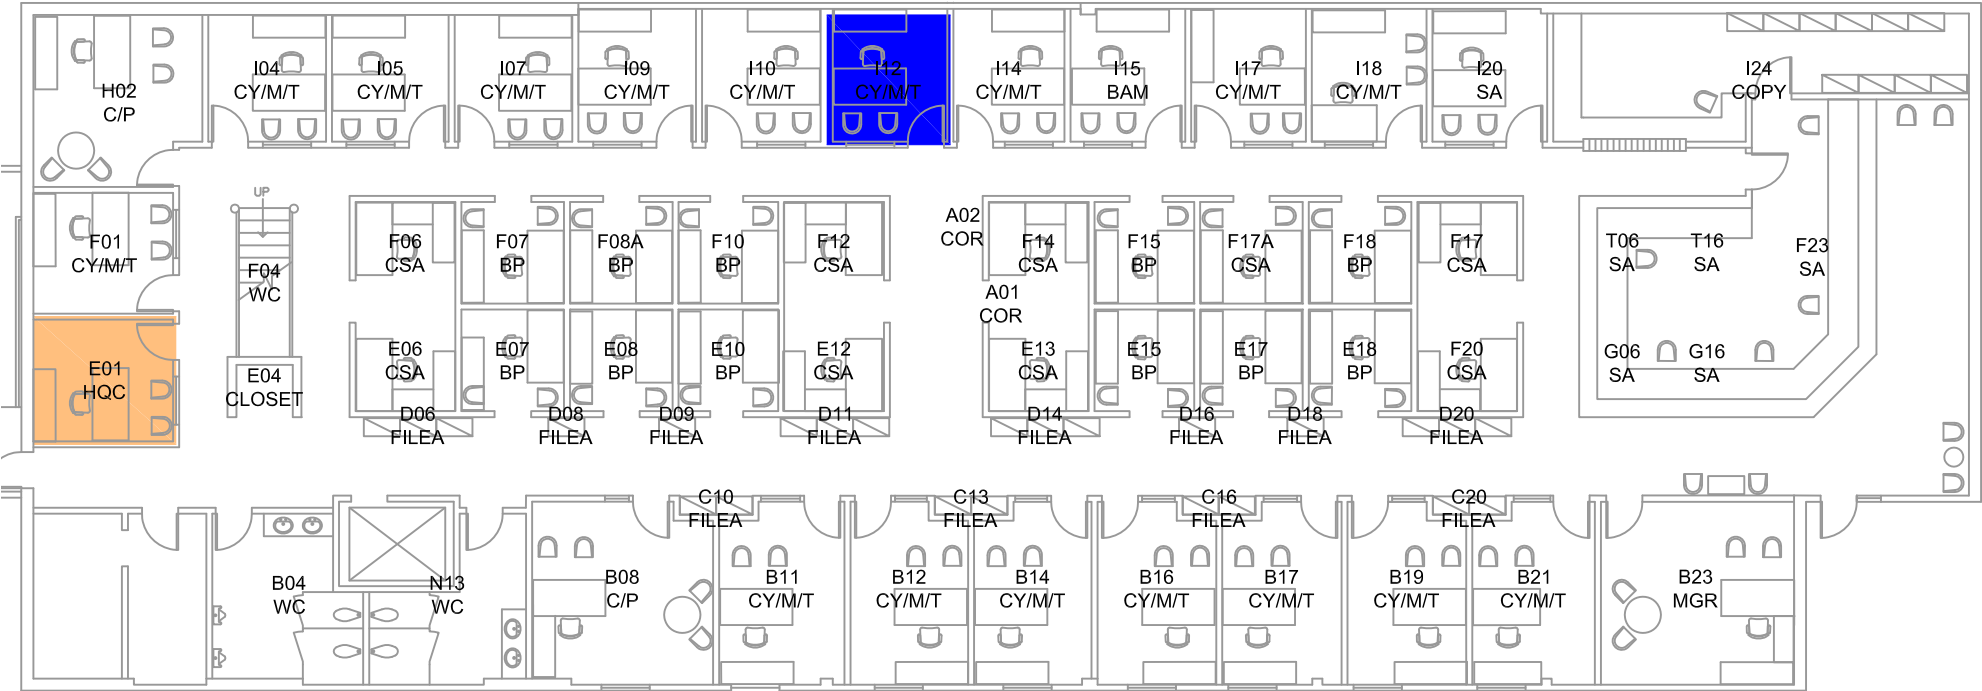 I04
CY/M/T
I05
CY/M/T
I07
CY/M/T
I09
CY/M/T
I10
CY/M/T
I12
CY/M/T
I14
CY/M/T
I15
BAM
I17
CY/M/T
I18
CY/M/T
I20
SA
I24
COPY
H02
C/P
UP
F01
CY/M/T
F04
WC
F06
CSA
F07
BP
F08A
BP
F10
BP
F12
CSA
A02
COR
F14
CSA
F15
BP
F17A
CSA
F18
BP
F17
CSA
T06
SA
T16
SA
F23
SA
A01
COR
E01
HQC
E04
CLOSET
E06
CSA
E07
BP
E08
BP
E10
BP
E12
CSA
E13
CSA
E15
BP
E17
BP
E18
BP
F20
CSA
G06
SA
G16
SA
D06
FILEA
D08
FILEA
D09
FILEA
D11
FILEA
D14
FILEA
D16
FILEA
D18
FILEA
D20
FILEA
C10
FILEA
C13
FILEA
C16
FILEA
C20
FILEA
B04
WC
N13
WC
B08
C/P
B11
CY/M/T
B12
CY/M/T
B14
CY/M/T
B16
CY/M/T
B17
CY/M/T
B19
CY/M/T
B21
CY/M/T
B23
MGR